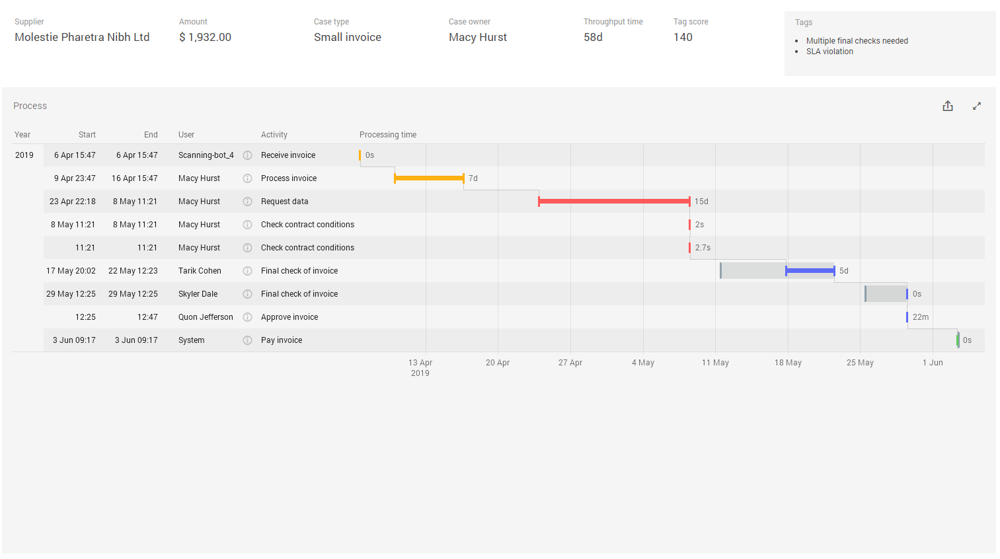 Supplier Amount Case type Case owner Throughput time Tag score Tags
Molestie Pharetra Nibh Ltd $ 1,932.00 Small invoice Macy Hurst 58d 140
• Multiple final checks needed
• SLA violation
Process
Year Start End User Activity Processing time
2019 6 Apr 15:47 6 Apr 15:47 Scanning-bot_4 Receive invoice 0s
9 Apr 23:47 16 Apr 15:47 Macy Hurst Process invoice 7d
23 Apr 22:18 8 May 11:21 Macy Hurst Request data 15d
8 May 11:21 8 May 11:21 Macy Hurst Check contract conditions 2s
11:21 11:21 Macy Hurst Check contract conditions 2.7s
17 May 20:02 22 May 12:23 Tarik Cohen Final check of invoice 5d
29 May 12:25 29 May 12:25 Skyler Dale Final check of invoice 0s
12:25 12:47 Quon Jefferson Approve invoice 22m
3 Jun 09:17 3 Jun 09:17 System Pay invoice 0s
13 Apr 20 Apr 27 Apr 4 May 11 May 18 May 25 May 1 Jun
2019